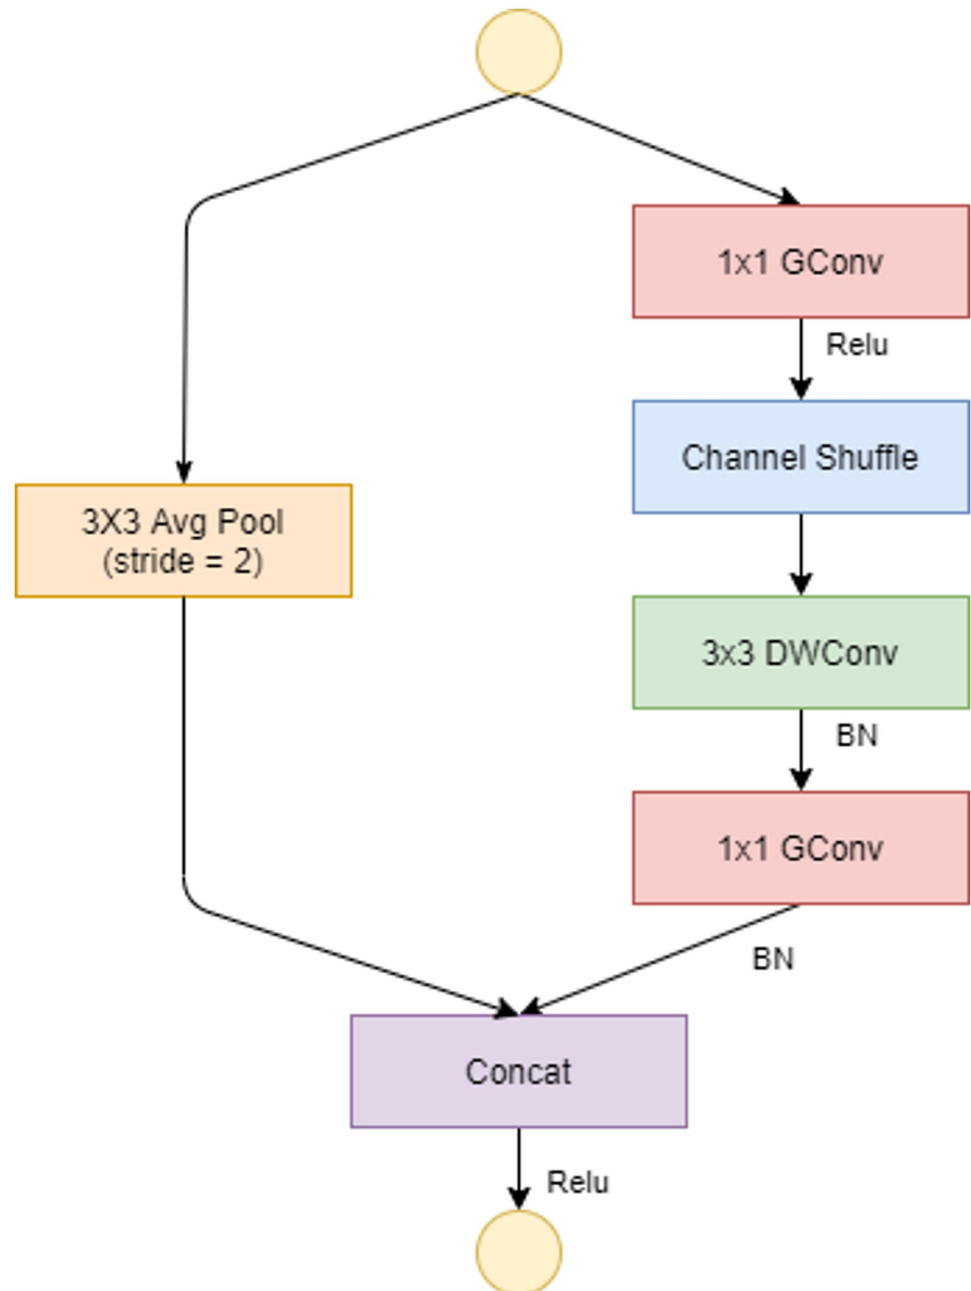 1x1 GConv
Relu
Channel Shuffle
3X3 Avg Pool
(stride = 2)
3x3 DWConv
BN
1x1 GConv
BN
Concat
Relu